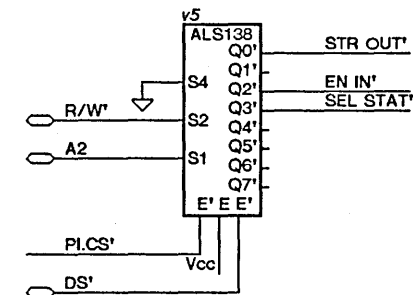 v5
ALS138
Q0' STR OUT'
Q1'
S4 Q2' EN IN'
Q3' SEL STAT'
R/W' S2 Q4'
Q5'
A2 S1 Q6'
Q7'
E' E E'
PI.CS'
Vcc
DS'